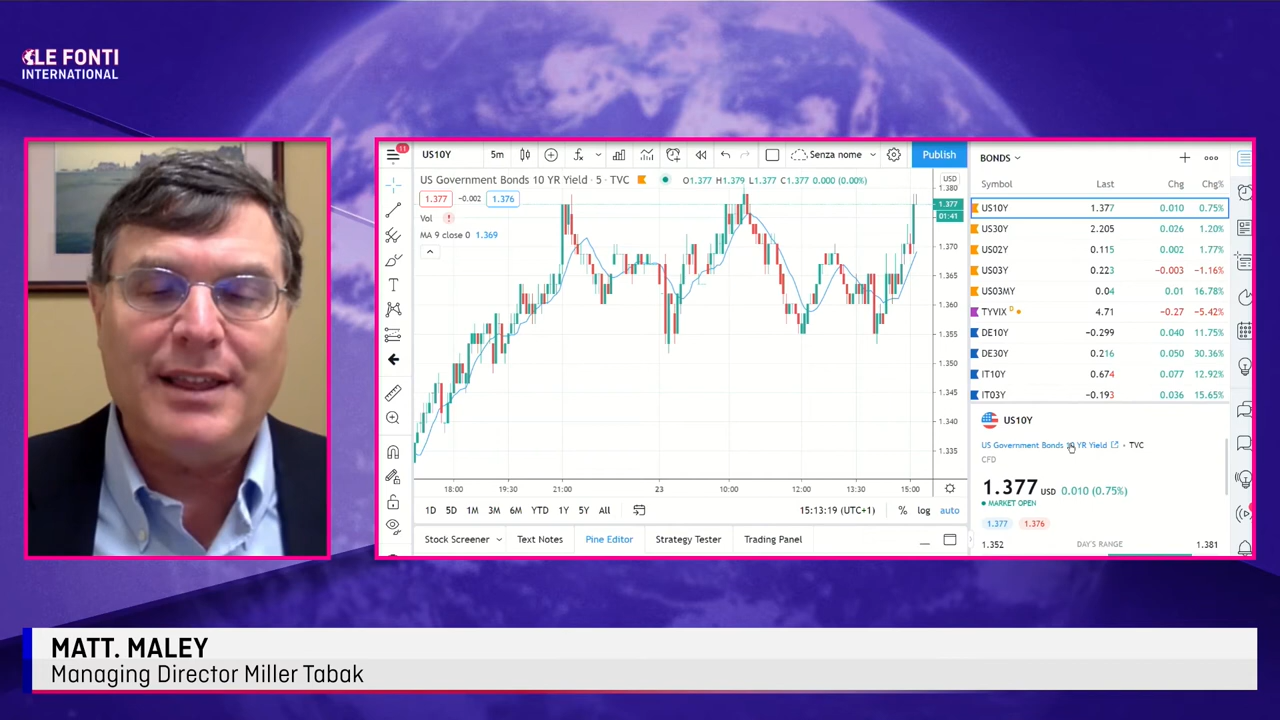 LE FONTI
INTERNATIONAL
11
US10Y
5m
Senza nome
Publish
US Government Bonds 10 YR Yield · 5 · TVC
O1.377 H1.379 L1.377 C1.377 0.000 (0.00%)
1.377 -0.002 1.376
Vol
MA 9 close 0 1.369
USD
1.380
1.377
01:41
1.370
1.365
1.360
1.355
1.350
1.345
1.340
1.335
18:00 19:30 21:00 23 10:00 12:00 13:30 15:00
1D 5D 1M 3M 6M YTD 1Y 5Y All
15:13:19 (UTC+1) % log auto
Stock Screener Text Notes Pine Editor Strategy Tester Trading Panel
BONDS
Symbol Last Chg Chg%
US10Y 1.377 0.010 0.75%
US30Y 2.205 0.026 1.20%
US02Y 0.115 0.002 1.77%
US03Y 0.223 −0.003 −1.16%
US03MY 0.04 0.01 16.78%
TYVIX D 4.71 −0.27 −5.42%
DE10Y −0.299 0.040 11.75%
DE30Y 0.216 0.050 30.36%
IT10Y 0.674 0.077 12.92%
IT03Y −0.193 0.036 15.65%
US10Y
US Government Bonds 10 YR Yield • TVC
CFD
1.377 USD 0.010 (0.75%)
MARKET OPEN
1.377 1.376
1.352 DAY'S RANGE 1.381
MATT. MALEY
Managing Director Miller Tabak